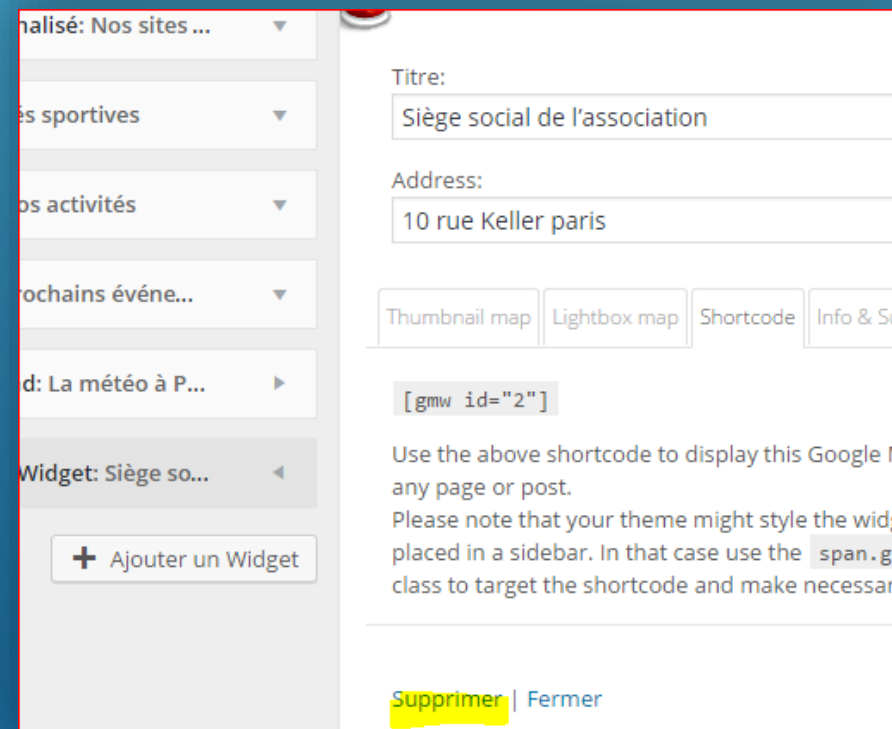 nalisé: Nos sites ...
és sportives
os activités
rochains événe...
d: La météo à P...
Widget: Siège so...
Ajouter un Widget
Titre:
Siège social de l'association
Address:
10 rue Keller paris
Thumbnail map
Lightbox map
Shortcode
Info &
[gmw id="2"]
Use the above shortcode to display this Google
any page or post.
Please note that your theme might style the wid
placed in a sidebar. In that case use the span.g
class to target the shortcode and make necessar
Supprimer | Fermer